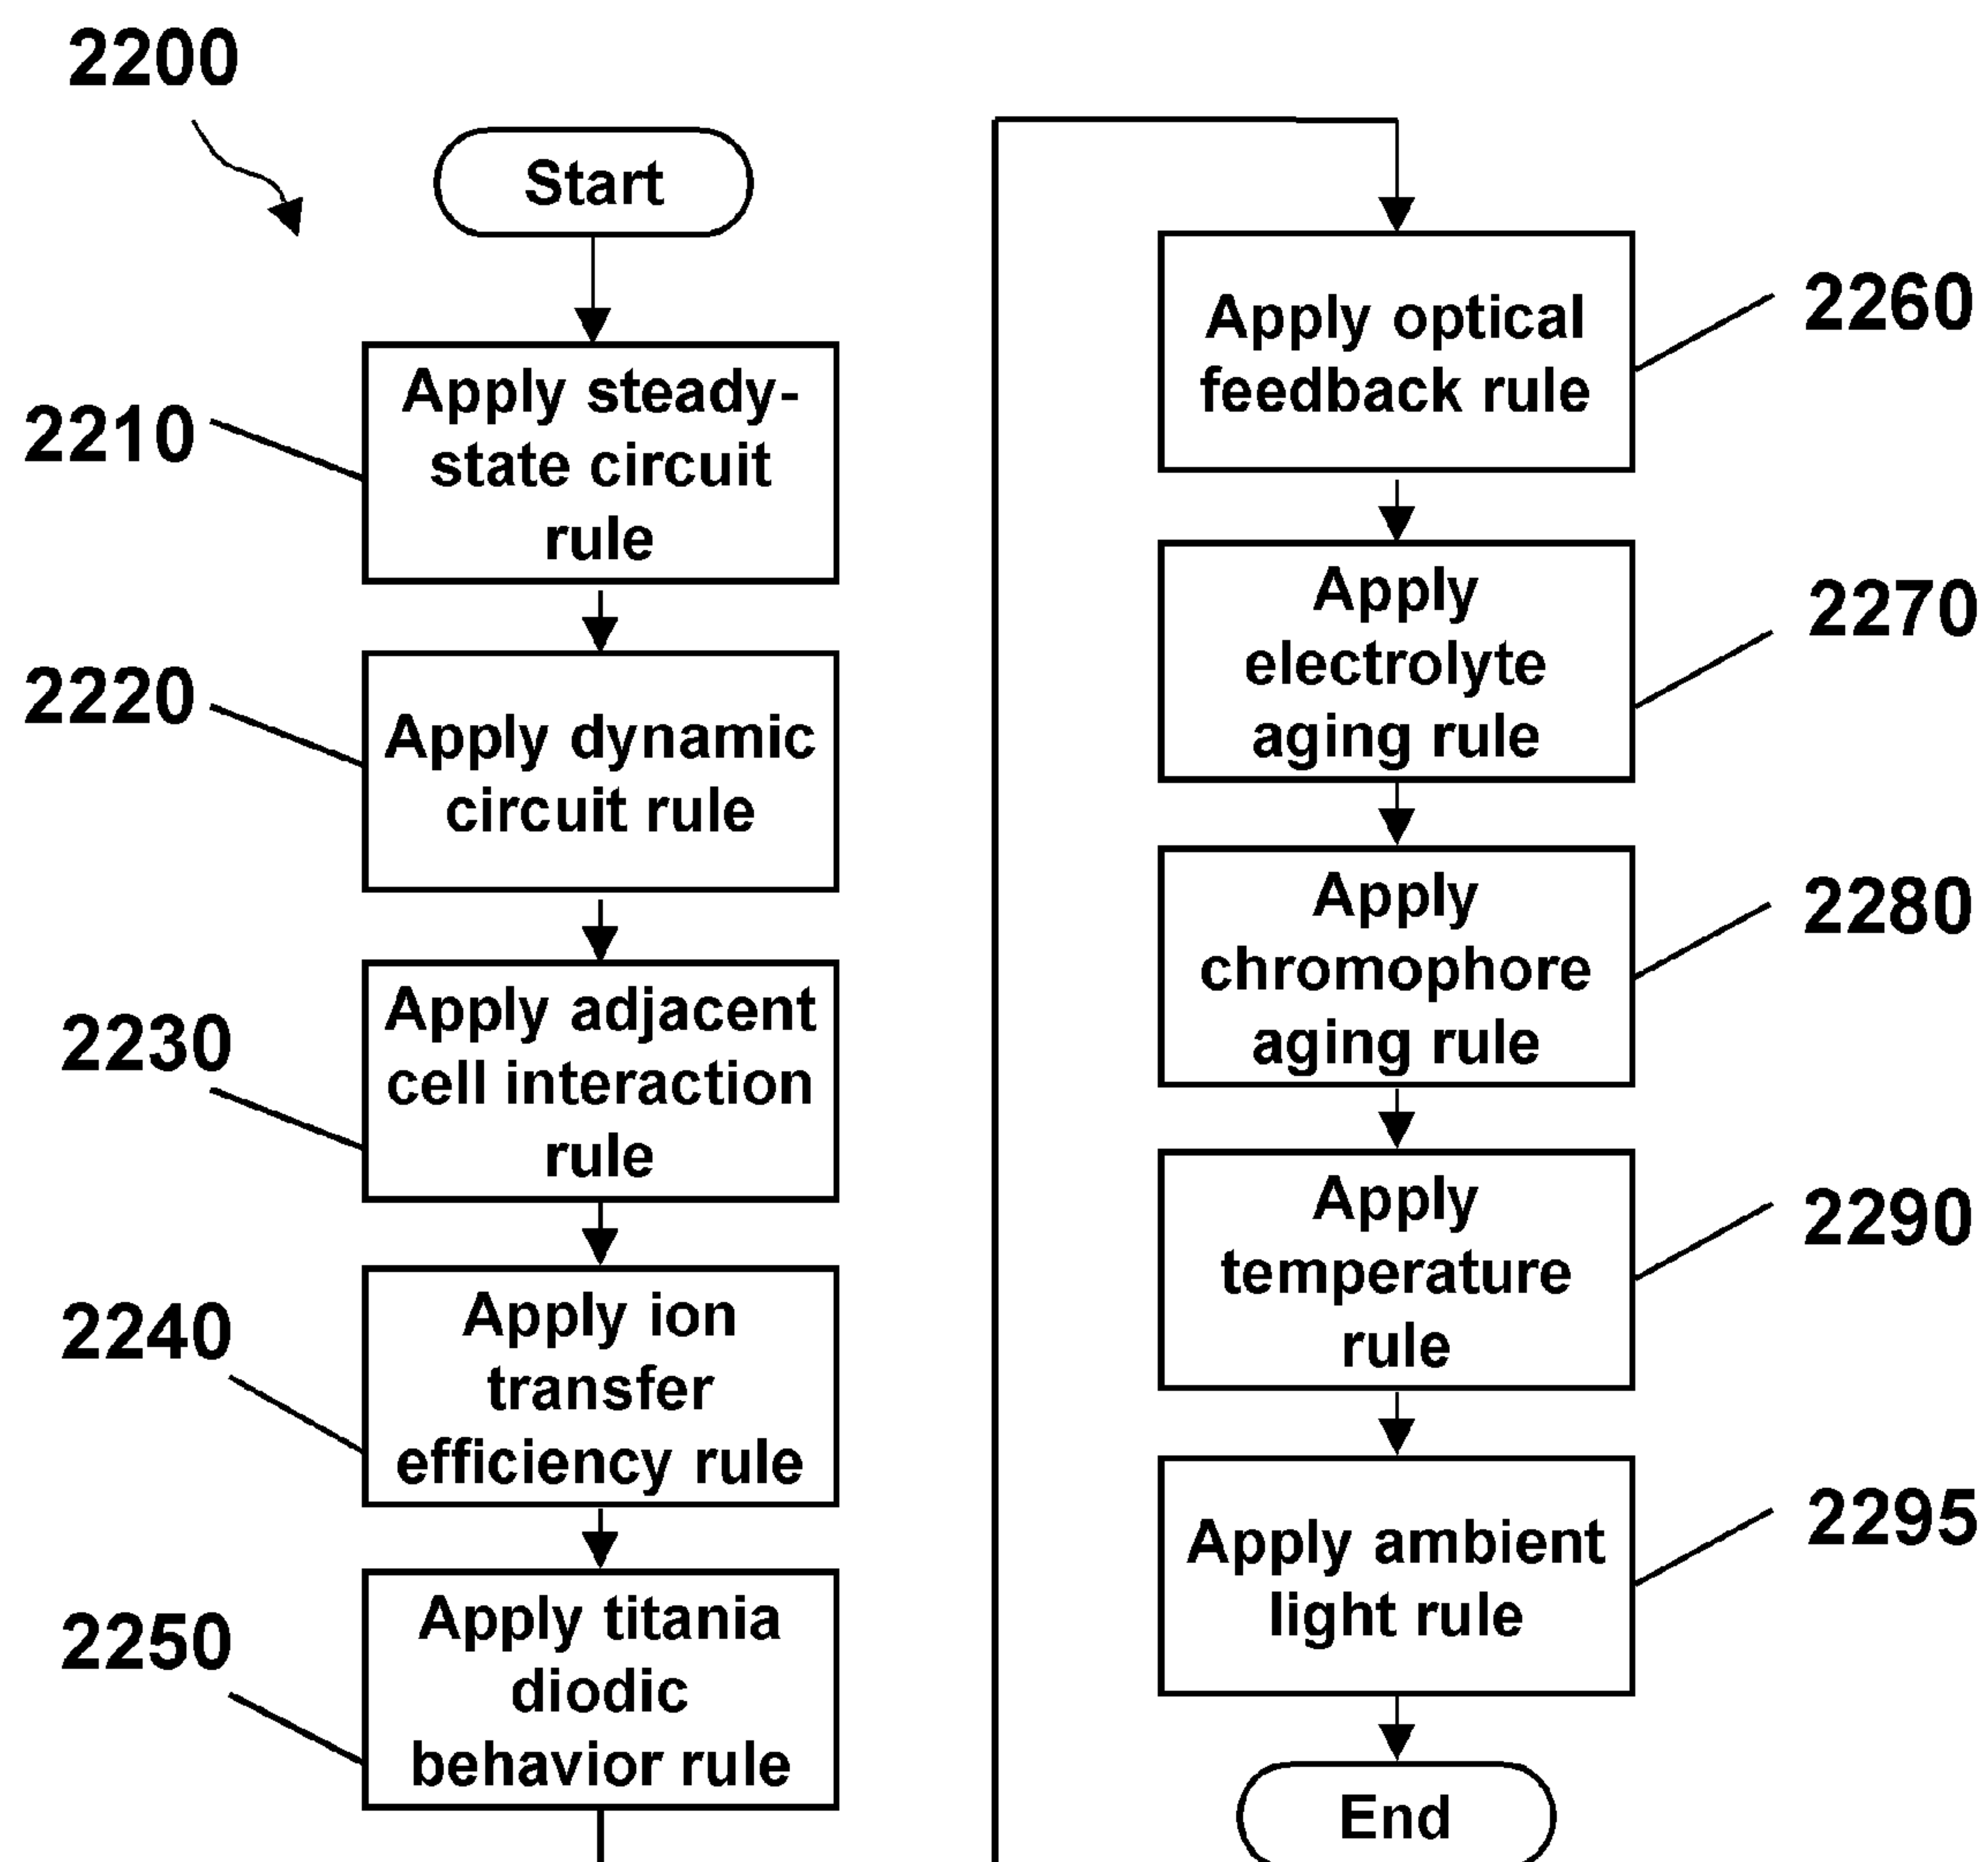 2200
Start
2210
Apply steady-
state circuit
rule
2220
Apply dynamic
circuit rule
2230
Apply adjacent
cell interaction
rule
2240
Apply ion
transfer
efficiency rule
2250
Apply titania
diodic
behavior rule
Apply optical
feedback rule
2260
Apply
electrolyte
aging rule
2270
Apply
chromophore
aging rule
2280
Apply
temperature
rule
2290
Apply ambient
light rule
2295
End